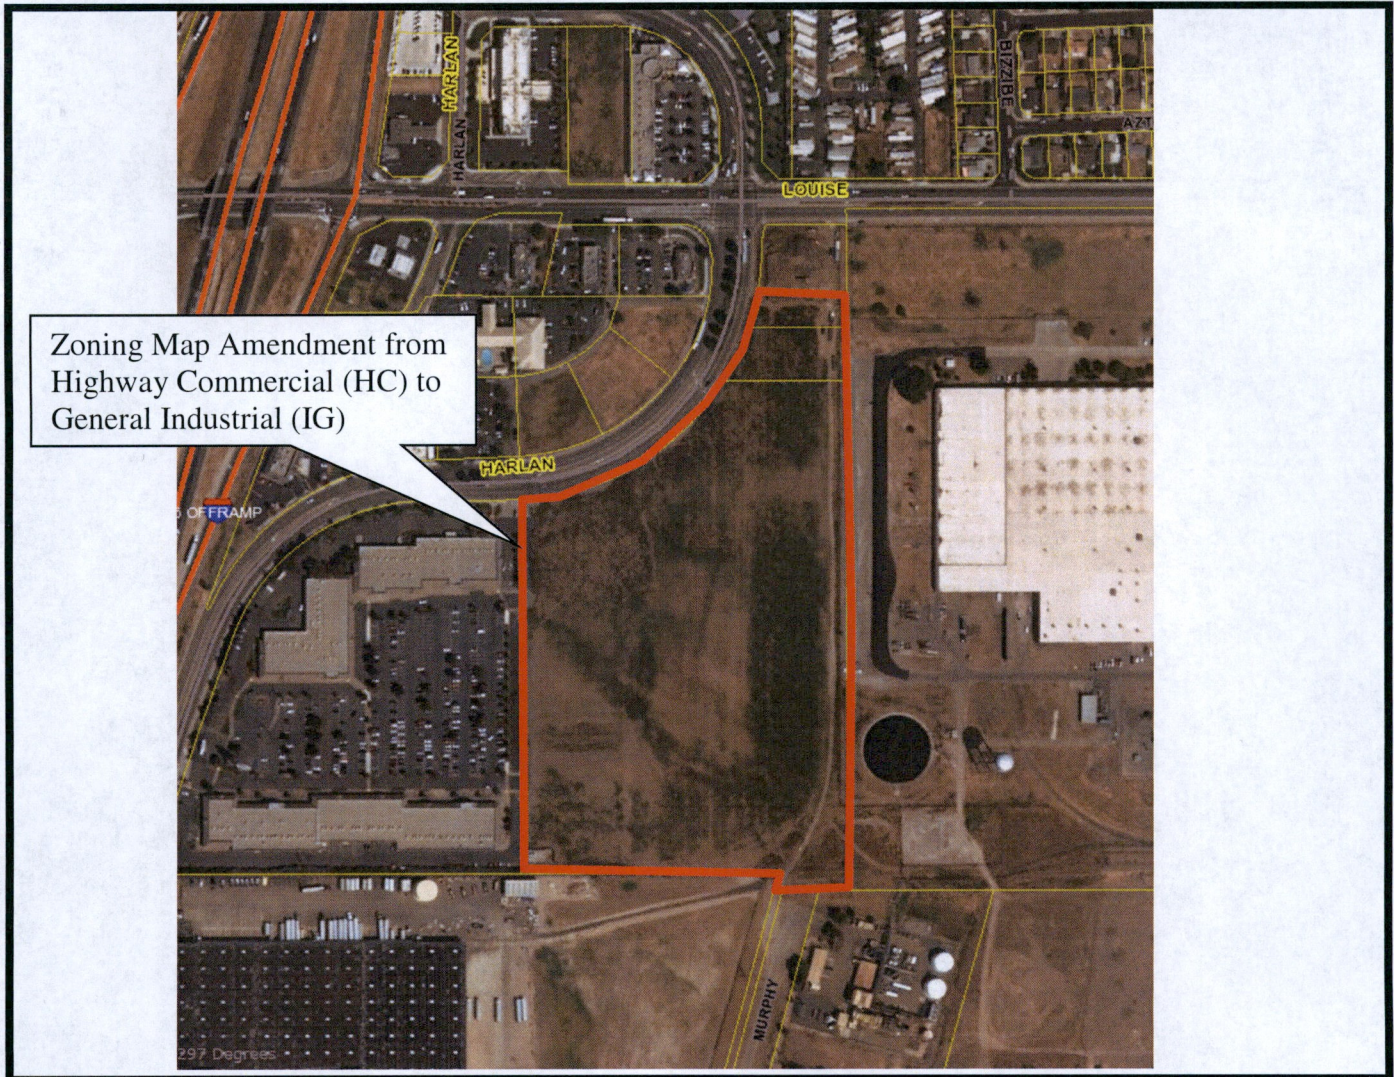 HARLAN
HARLAN
BIZZIBE
AZT
LOUISE
Zoning Map Amendment from
Highway Commercial (HC) to
General Industrial (IG)
HARLAN
5 OFFRAMP
MURPHY
297 Degrees